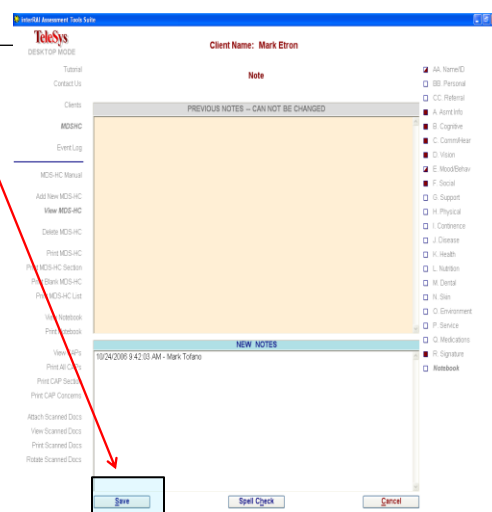 InterRAI Assessment Tools Suite
TeleSys
DESKTOP MODE
Client Name: Mark Etron
Note
Tutorial
Contact Us
Clients
MDSHC
Event Log
MDS-HC Manual
Add New MDS-HC
View MDS-HC
Delete MDS-HC
Print MDS-HC
Print MDS-HC Section
Print Blank MDS-HC
Print MDS-HC List
View Notebook
Print Notebook
View CAPs
Print All CAPs
Print CAP Section
Print CAP Concerns
Attach Scanned Docs
View Scanned Docs
Print Scanned Docs
Rotate Scanned Docs
PREVIOUS NOTES -- CAN NOT BE CHANGED
NEW NOTES
10/24/2006 9:42:03 AM - Mark Tofano
Save
Spell Check
Cancel
AA. Name/ID
BB. Personal
CC. Referral
A. Asmt Info
B. Cognitive
C. Comm/Hear
D. Vision
E. Mood/Behav
F. Social
G. Support
H. Physical
I. Continence
J. Disease
K. Health
L. Nutrition
M. Dental
N. Skin
O. Environment
P. Service
Q. Medications
R. Signature
Notebook